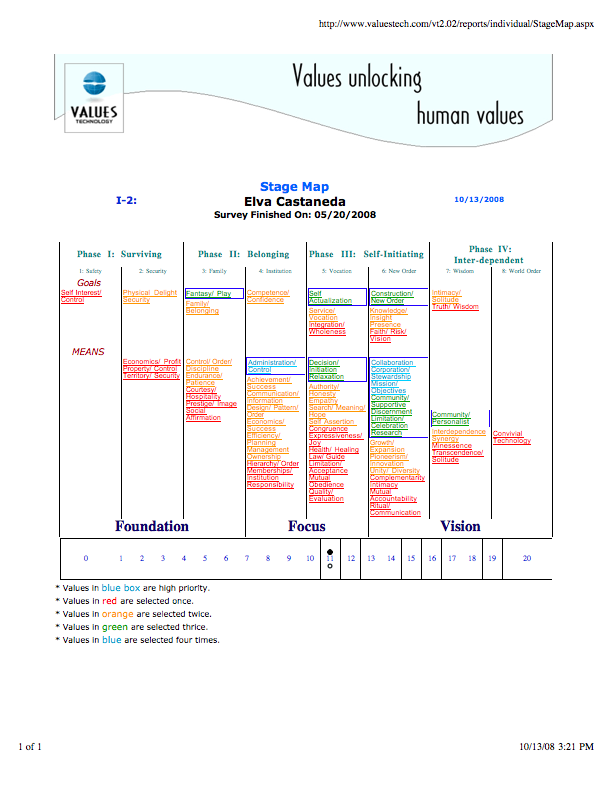 http://www.valuestech.com/vt2.02/reports/individual/StageMap.aspx
Values unlocking
human values
VALUES
TECHNOLOGY
Stage Map
I-2:
Elva Castaneda
10/13/2008
Survey Finished On: 05/20/2008
Phase I: Surviving
Phase II: Belonging
Phase III: Self-Initiating
Phase IV:
Inter-dependent
1: Safety
2: Security
3: Family
4: Institution
5: Vocation
6: New Order
7: Wisdom
8: World Order
Goals
Self Interest/
Control
Physical Delight
Security
Fantasy/ Play
Family/
Belonging
Competence/
Confidence
Self
Actualization
Service/
Vocation
Integration/
Wholeness
Construction/
New Order
Knowledge/
Insight
Presence
Faith/ Risk/
Vision
Intimacy/
Solitude
Truth/ Wisdom
MEANS
Economics/ Profit
Property/ Control
Territory/ Security
Control/ Order/
Discipline
Endurance/
Patience
Courtesy/
Hospitality
Prestige/ Image
Social
Affirmation
Administration/
Control
Achievement/
Success
Communication/
Information
Design/ Pattern/
Order
Economics/
Success
Efficiency/
Planning
Management
Ownership
Hierarchy/ Order
Memberships/
Institution
Responsibility
Decision/
Initiation
Relaxation
Authority/
Honesty
Empathy
Search/ Meaning/
Hope
Self Assertion
Congruence
Expressiveness/
Joy
Health/ Healing
Law/ Guide
Limitation/
Acceptance
Mutual
Obedience
Quality/
Evaluation
Collaboration
Corporation/
Stewardship
Mission/
Objectives
Community/
Supportive
Discernment
Limitation/
Celebration
Research
Growth/
Expansion
Pioneerism/
Innovation
Unity/ Diversity
Complementarity
Intimacy
Mutual
Accountability
Ritual/
Communication
Community/
Personalist
Interdependence
Synergy
Minessence
Transcendence/
Solitude
Convivial
Technology
Foundation
Focus
Vision
0 1 2 3 4 5 6 7 8 9 10 11 12 13 14 15 16 17 18 19 20
* Values in blue box are high priority.
* Values in red are selected once.
* Values in orange are selected twice.
* Values in green are selected thrice.
* Values in blue are selected four times.
1 of 1
10/13/08 3:21 PM